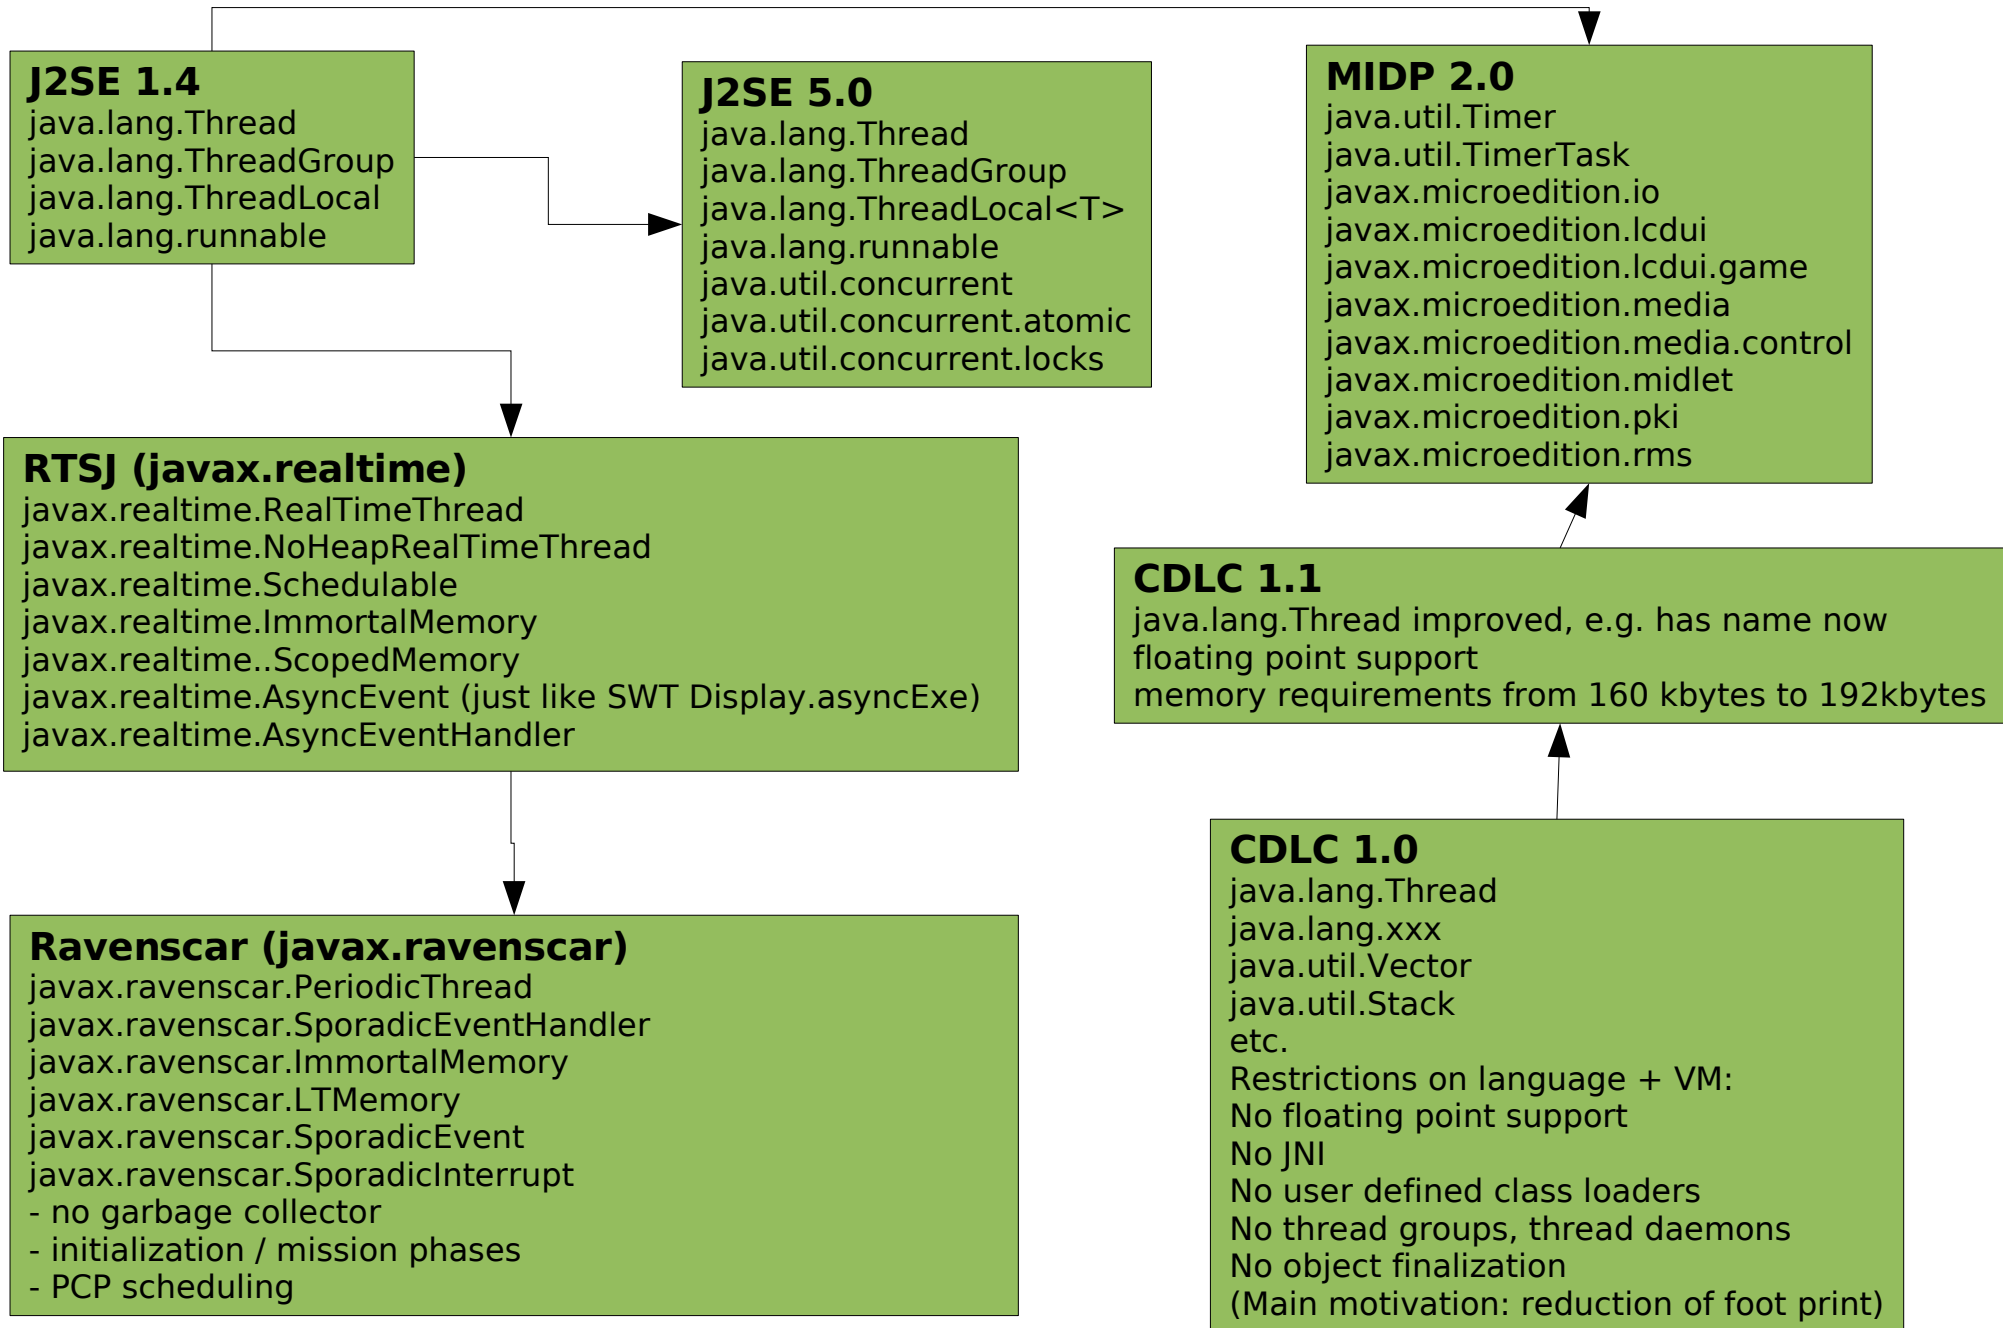 J2SE 1.4
java.lang.Thread
java.lang.ThreadGroup
java.lang.ThreadLocal
java.lang.runnable
J2SE 5.0
java.lang.Thread
java.lang.ThreadGroup
java.lang.ThreadLocal<T>
java.lang.runnable
java.util.concurrent
java.util.concurrent.atomic
java.util.concurrent.locks
MIDP 2.0
java.util.Timer
java.util.TimerTask
javax.microedition.io
javax.microedition.lcdui
javax.microedition.lcdui.game
javax.microedition.media
javax.microedition.media.control
javax.microedition.midlet
javax.microedition.pki
javax.microedition.rms
RTSJ (javax.realtime)
javax.realtime.RealTimeThread
javax.realtime.NoHeapRealTimeThread
javax.realtime.Schedulable
javax.realtime.ImmortalMemory
javax.realtime..ScopedMemory
javax.realtime.AsyncEvent (just like SWT Display.asyncExe)
javax.realtime.AsyncEventHandler
CDLC 1.1
java.lang.Thread improved, e.g. has name now
floating point support
memory requirements from 160 kbytes to 192kbytes
Ravenscar (javax.ravenscar)
javax.ravenscar.PeriodicThread
javax.ravenscar.SporadicEventHandler
javax.ravenscar.ImmortalMemory
javax.ravenscar.LTMemory
javax.ravenscar.SporadicEvent
javax.ravenscar.SporadicInterrupt
- no garbage collector
- initialization / mission phases
- PCP scheduling
CDLC 1.0
java.lang.Thread
java.lang.xxx
java.util.Vector
java.util.Stack
etc.
Restrictions on language + VM:
No floating point support
No JNI
No user defined class loaders
No thread groups, thread daemons
No object finalization
(Main motivation: reduction of foot print)